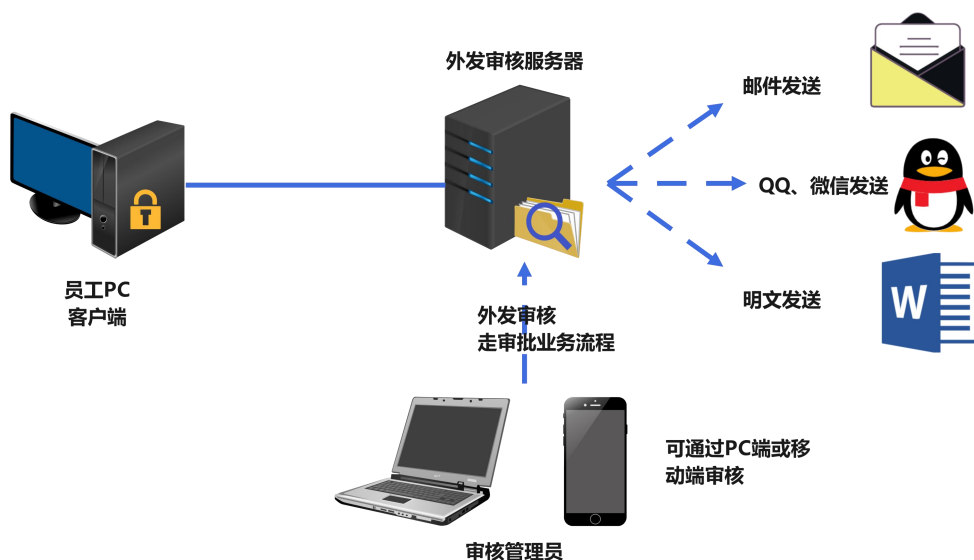 外发审核服务器
邮件发送
QQ、微信发送
员工PC
客户端
明文发送
W
外发审核
走审批业务流程
可通过PC端或移
动端审核
审核管理员